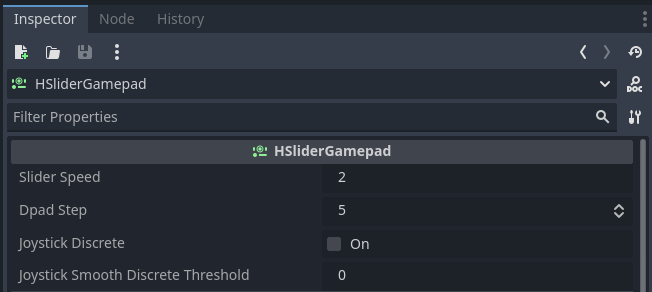 Inspector Node History
HSliderGamepad
DOC
Filter Properties
HSliderGamepad
Slider Speed 2
Dpad Step 5
Joystick Discrete On
Joystick Smooth Discrete Threshold 0